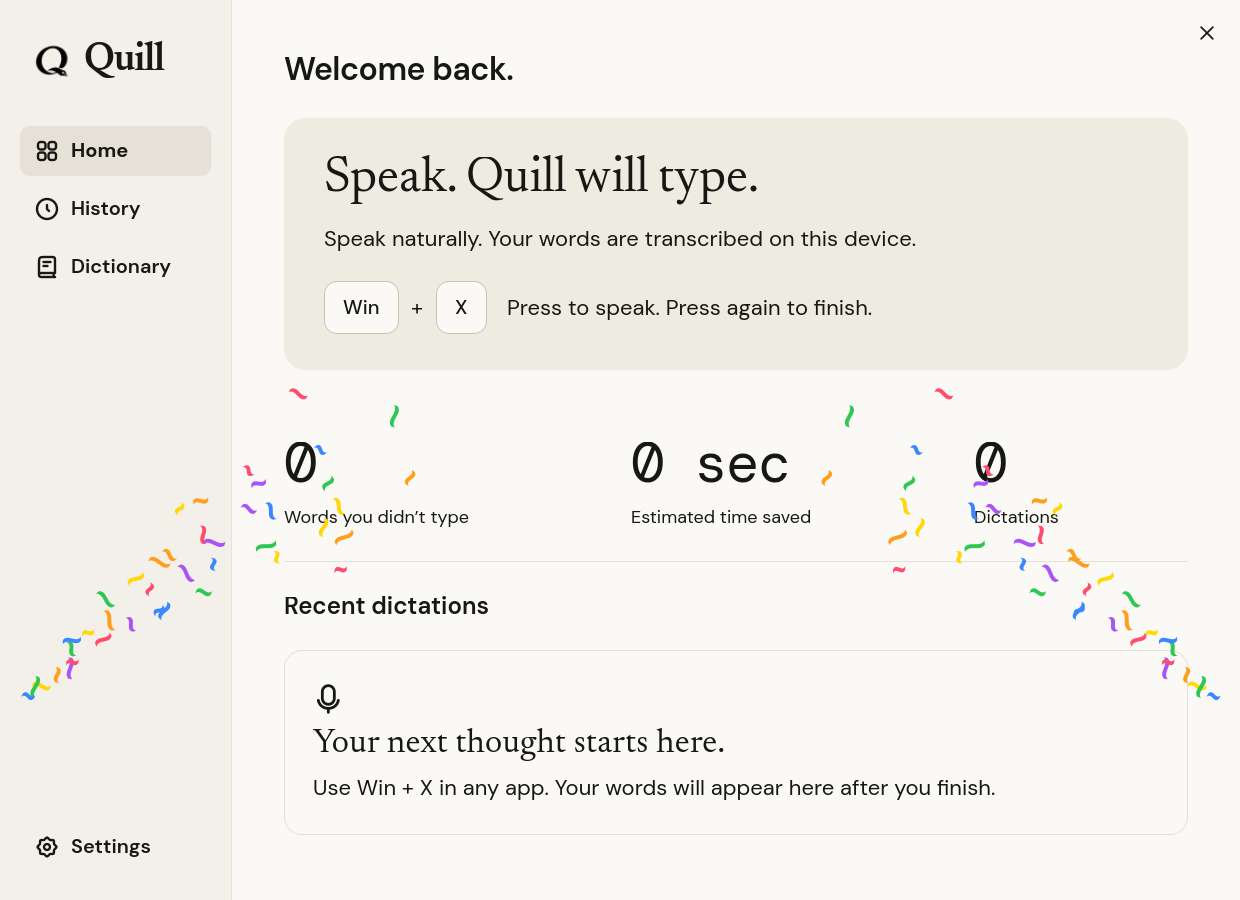 Quill
Home
History
Dictionary
Settings
Welcome back.
Speak. Quill will type.
Speak naturally. Your words are transcribed on this device.
Win + X Press to speak. Press again to finish.
0 0 sec 0
Words you didn’t type Estimated time saved Dictations
Recent dictations
Your next thought starts here.
Use Win + X in any app. Your words will appear here after you finish.